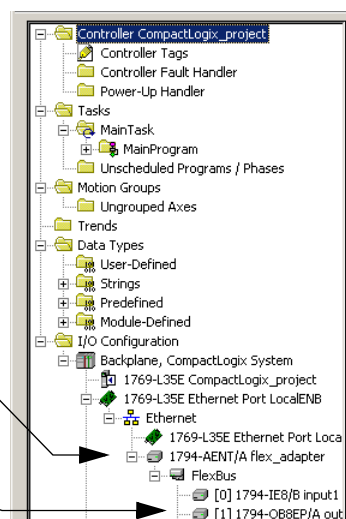 Controller CompactLogix_project
Controller Tags
Controller Fault Handler
Power-Up Handler
Tasks
MainTask
MainProgram
Unscheduled Programs / Phases
Motion Groups
Ungrouped Axes
Trends
Data Types
User-Defined
Strings
Predefined
Module-Defined
I/O Configuration
Backplane, CompactLogix System
1769-L35E CompactLogix_project
1769-L35E Ethernet Port LocalENB
Ethernet
1769-L35E Ethernet Port Loca
1794-AENT/A flex_adapter
FlexBus
[0] 1794-IE8/B input1
[1] 1794-OB8EP/A out